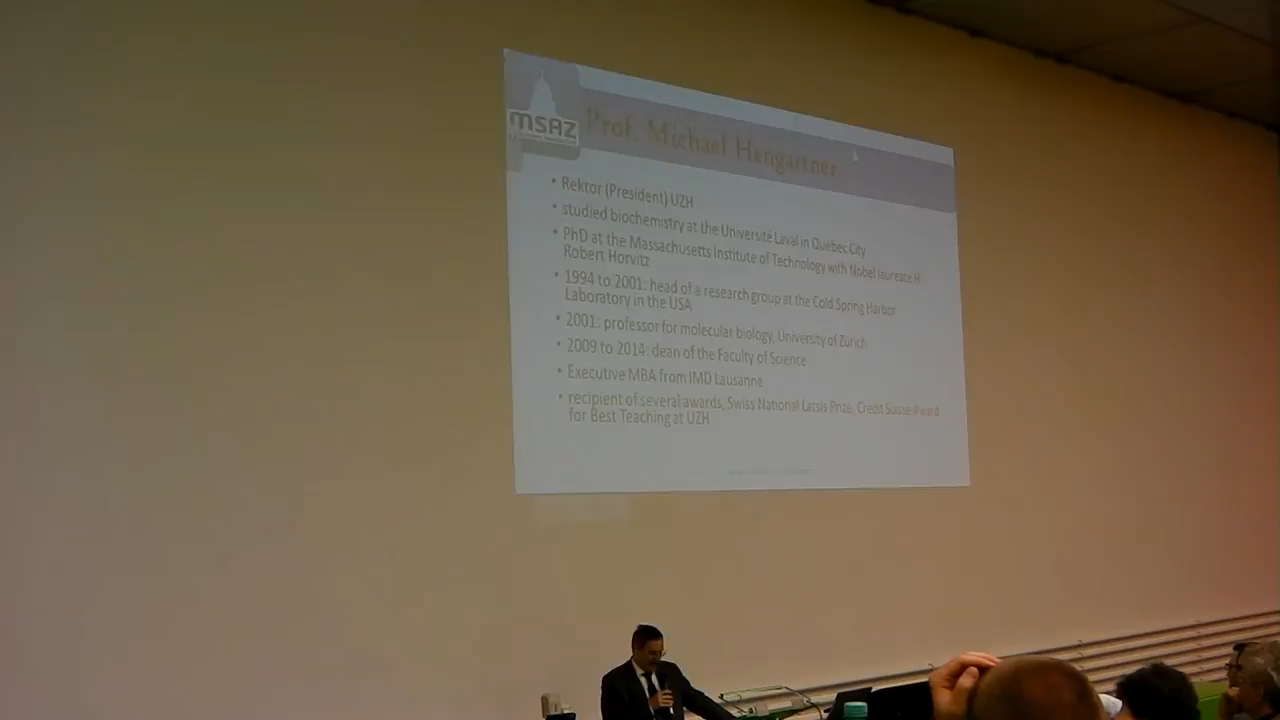 MSAZ
Prof. Michael Hengartner
• Rektor (President) UZH
• studied biochemistry at the Université Laval in Québec City
• PhD at the Massachusetts Institute of Technology with Nobel laureate H.
Robert Horvitz
• 1994 to 2001: head of a research group at the Cold Spring Harbor
Laboratory in the USA
• 2001: professor for molecular biology, University of Zurich
• 2009 to 2014: dean of the Faculty of Science
• Executive MBA from IMD Lausanne
• recipient of several awards, Swiss National Latsis Prize, Credit Suisse Award
for Best Teaching at UZH